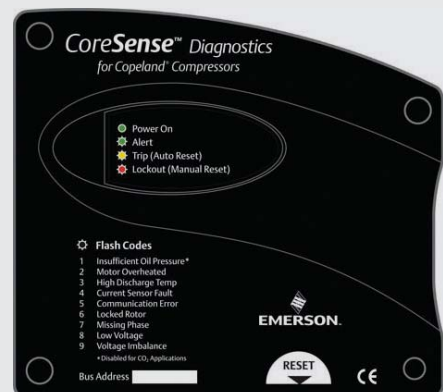 CoreSense™ Diagnostics
for Copeland® Compressors
Power On
Alert
Trip (Auto Reset)
Lockout (Manual Reset)
Flash Codes
1 Insufficient Oil Pressure*
2 Motor Overheated
3 High Discharge Temp
4 Current Sensor Fault
5 Communication Error
6 Locked Rotor
7 Missing Phase
8 Low Voltage
9 Voltage Imbalance
* Disabled for CO₂ Applications
EMERSON.
Bus Address
RESET
CE